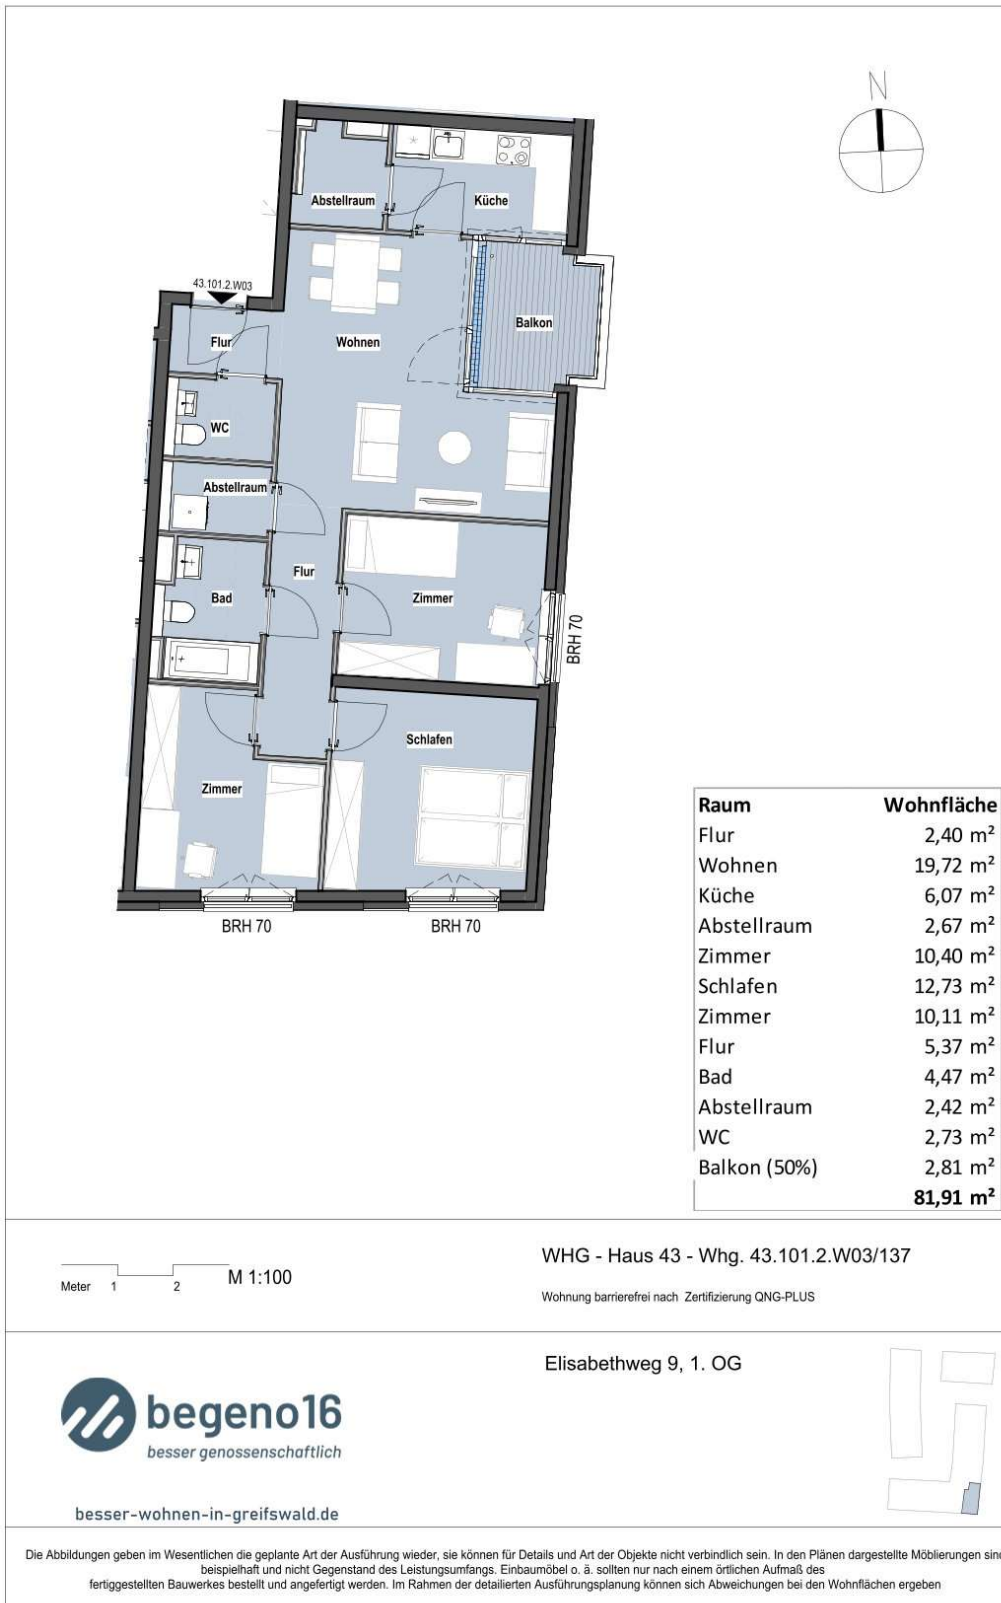 N
Abstellraum
Küche
43.101.2.W03
Flur
Wohnen
Balkon
WC
Abstellraum
Flur
Bad
Zimmer
BRH 70
Schlafen
Zimmer
BRH 70
BRH 70
Raum Wohnfläche
Flur 2,40 m²
Wohnen 19,72 m²
Küche 6,07 m²
Abstellraum 2,67 m²
Zimmer 10,40 m²
Schlafen 12,73 m²
Zimmer 10,11 m²
Flur 5,37 m²
Bad 4,47 m²
Abstellraum 2,42 m²
WC 2,73 m²
Balkon (50%) 2,81 m²
81,91 m²
Meter 1 2 M 1:100
WHG - Haus 43 - Whg. 43.101.2.W03/137
Wohnung barrierefrei nach Zertifizierung QNG-PLUS
Elisabethweg 9, 1. OG
begeno16
besser genossenschaftlich
besser-wohnen-in-greifswald.de
Die Abbildungen geben im Wesentlichen die geplante Art der Ausführung wieder, sie können für Details und Art der Objekte nicht verbindlich sein. In den Plänen dargestellte Möblierungen sind
beispielhaft und nicht Gegenstand des Leistungsumfangs. Einbaumöbel o. ä. sollten nur nach einem örtlichen Aufmaß des
fertiggestellten Bauwerkes bestellt und angefertigt werden. Im Rahmen der detailierten Ausführungsplanung können sich Abweichungen bei den Wohnflächen ergeben